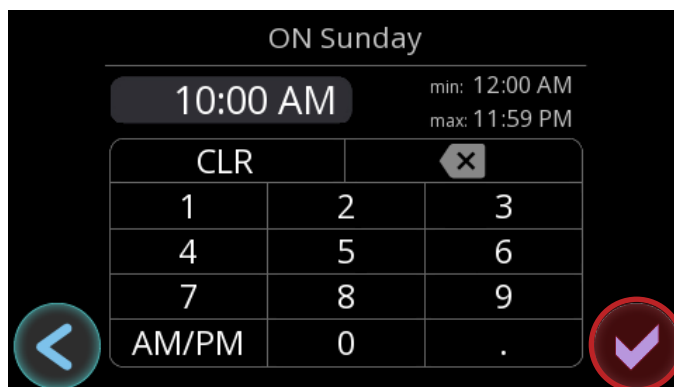 ON Sunday
10:00 AM
min: 12:00 AM
max: 11:59 PM
CLR
1 2 3
4 5 6
7 8 9
AM/PM 0 .